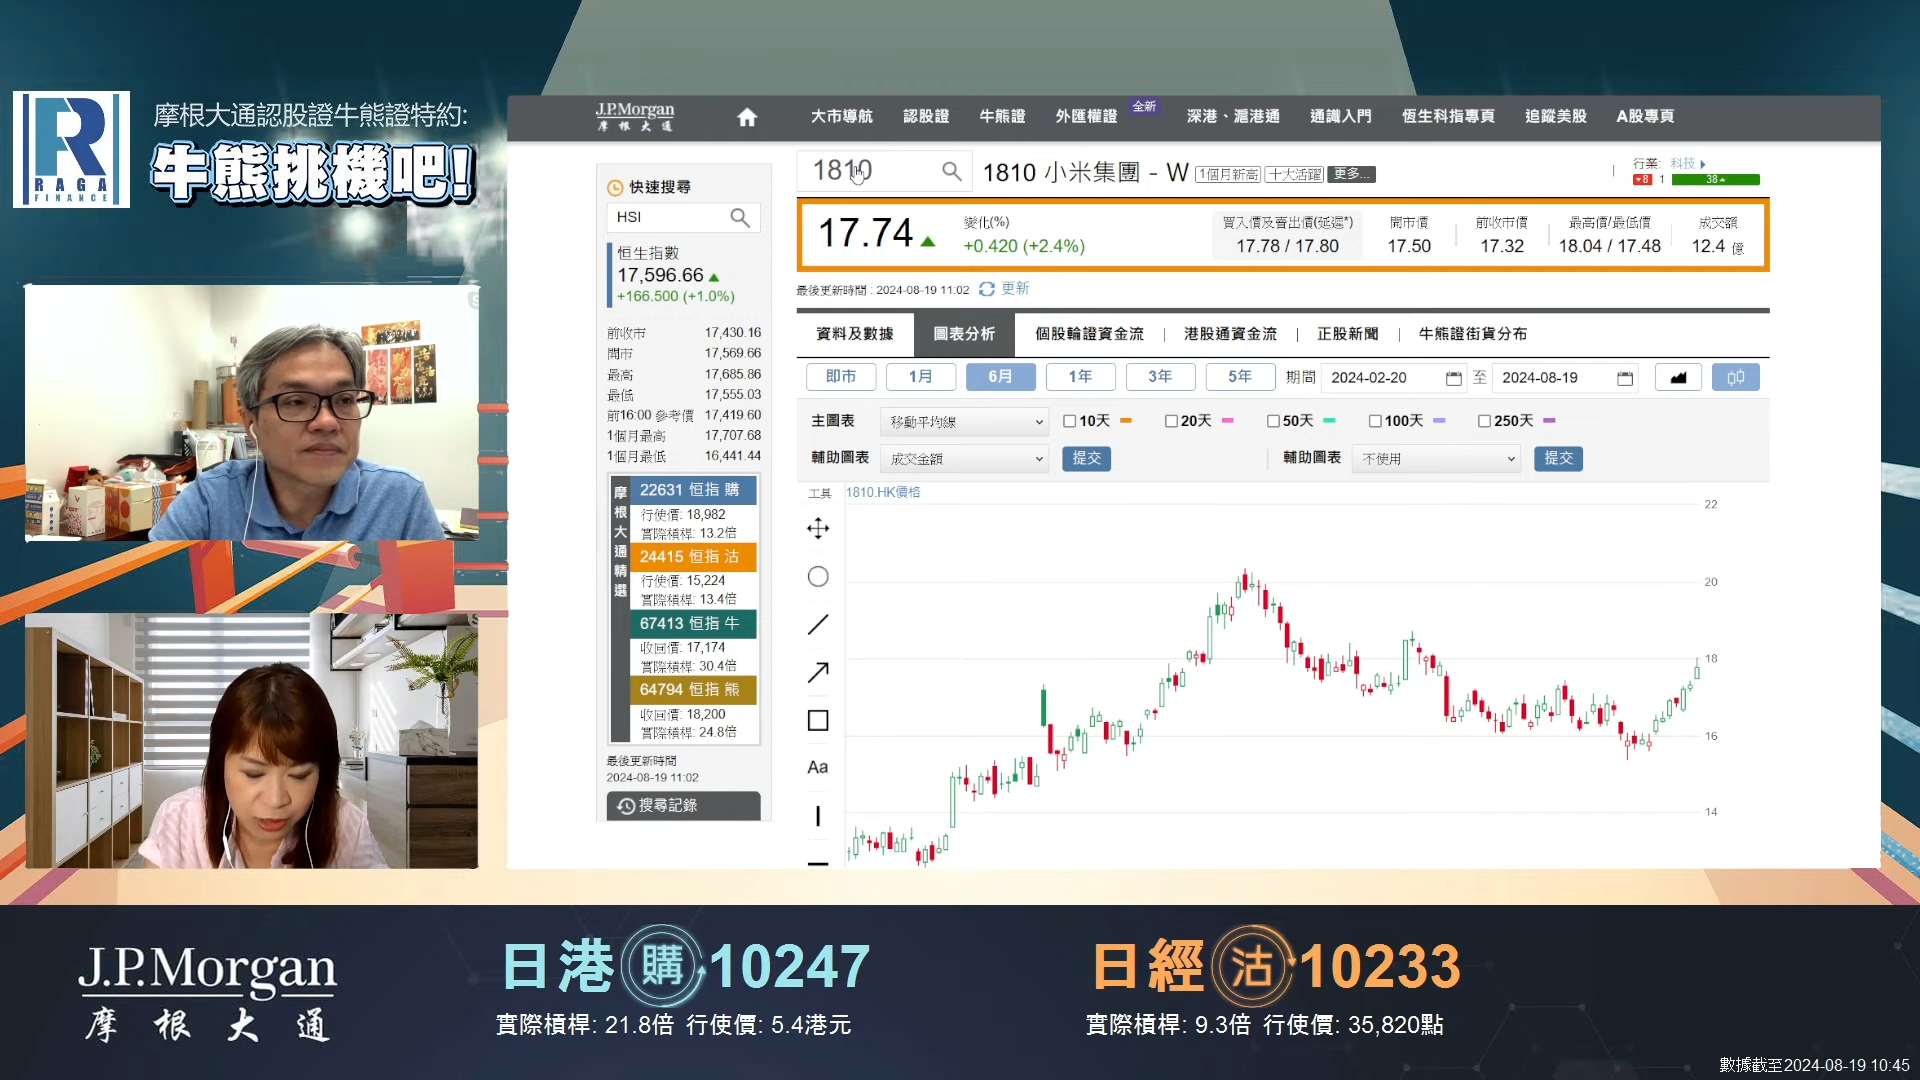 RAGA
FINANCE
摩根大通認股證牛熊證特約:
牛熊挑機吧!
J.P.Morgan
摩根大通
大市導航
認股證
牛熊證
外匯權證
全新
深港、滬港通
通識入門
恆生科指專頁
追蹤美股
A股專頁
快速搜尋
HSI
恒生指數
17,596.66
+166.500 (+1.0%)
前收市 17,430.16
開市 17,569.66
最高 17,685.86
最低 17,555.03
前16:00 參考價 17,419.60
1個月最高 17,707.68
1個月最低 16,441.44
摩根大通精選
22631 恒指 購
行使價: 18,982
實際槓桿: 13.2倍
24415 恒指 沽
行使價: 15,224
實際槓桿: 13.4倍
67413 恒指 牛
收回價: 17,174
實際槓桿: 30.4倍
64794 恒指 熊
收回價: 18,200
實際槓桿: 24.8倍
最後更新時間
2024-08-19 11:02
搜尋記錄
1810
1810 小米集團 - W
1個月新高
十大活躍
更多...
行業: 科技
8 1 38
17.74
變化(%)
+0.420 (+2.4%)
買入價及賣出價(延遲*)
17.78 / 17.80
開市價
17.50
前收市價
17.32
最高價/最低價
18.04 / 17.48
成交額
12.4 億
最後更新時間 : 2024-08-19 11:02 更新
資料及數據
圖表分析
個股輪證資金流
港股通資金流
正股新聞
牛熊證街貨分布
即市
1月
6月
1年
3年
5年
期間 2024-02-20 至 2024-08-19
主圖表 移動平均線 10天 20天 50天 100天 250天
輔助圖表 成交金額 提交 輔助圖表 不使用 提交
工具
1810.HK價格
Aa
22
20
18
16
14
J.P.Morgan
摩根大通
日港 購 10247
實際槓桿: 21.8倍 行使價: 5.4港元
日經 沽 10233
實際槓桿: 9.3倍 行使價: 35,820點
數據截至2024-08-19 10:45